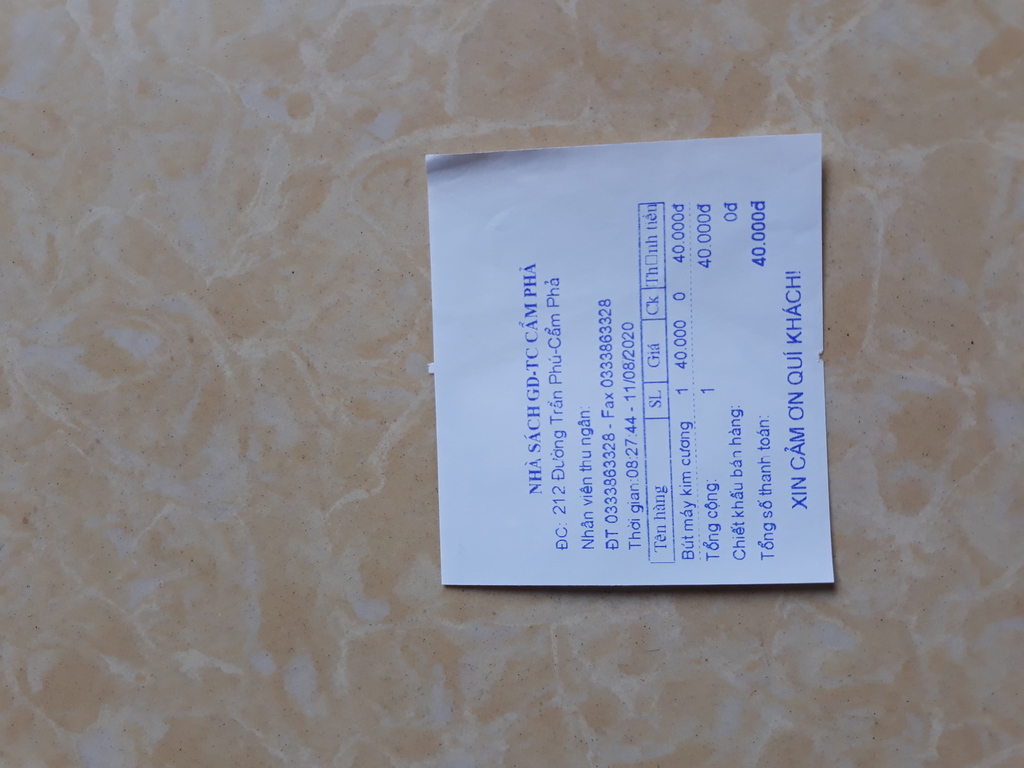 NHÀ SÁCH GD-TC CẨM PHẢ
ĐC: 212 Đường Trần Phú-Cẩm Phả
Nhân viên thu ngân:
ĐT 0333863328 - Fax 0333863328
Thời gian:08:27:44 - 11/08/2020
Tên hàng SL Giá Ck Th□nh tiền
Bút máy kim cương 1 40.000 0 40.000đ
Tổng cộng: 1 40.000đ
Chiết khấu bán hàng: 0đ
Tổng số thanh toán: 40.000đ
XIN CẢM ƠN QUÍ KHÁCH!